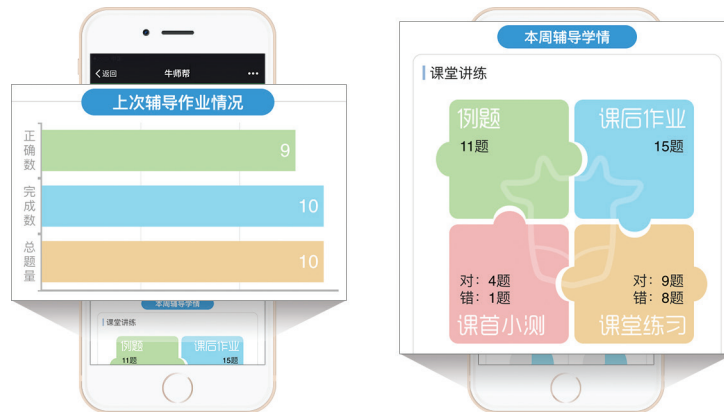 返回
牛师帮
上次辅导作业情况
正确数
9
完成数
10
总题量
10
本周辅导学情
课堂讲练
例题
课后作业
11题
15题
本周辅导学情
课堂讲练
例题
课后作业
11题
15题
对：4题
对：9题
错：1题
错：8题
课首小测
课堂练习